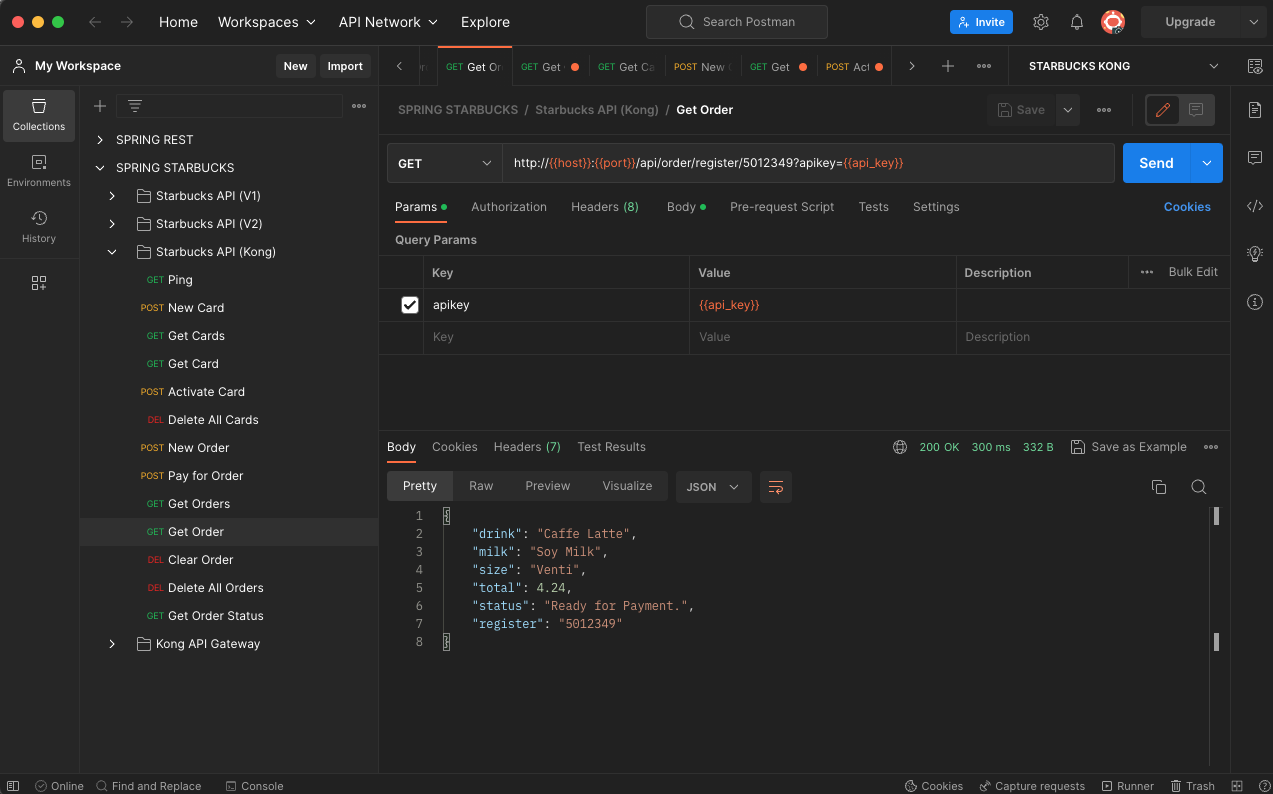 Home Workspaces API Network Explore Search Postman Invite Upgrade
My Workspace New Import GET Get Or GET Get GET Get Ca POST New GET Get POST Act STARBUCKS KONG
Collections
Environments
History
SPRING REST
SPRING STARBUCKS
Starbucks API (V1)
Starbucks API (V2)
Starbucks API (Kong)
GET Ping
POST New Card
GET Get Cards
GET Get Card
POST Activate Card
DEL Delete All Cards
POST New Order
POST Pay for Order
GET Get Orders
GET Get Order
DEL Clear Order
DEL Delete All Orders
GET Get Order Status
Kong API Gateway
SPRING STARBUCKS / Starbucks API (Kong) / Get Order Save
GET http://{{host}}:{{port}}/api/order/register/5012349?apikey={{api_key}} Send
Params Authorization Headers (8) Body Pre-request Script Tests Settings Cookies
Query Params
Key Value Description Bulk Edit
apikey {{api_key}}
Key Value Description
Body Cookies Headers (7) Test Results 200 OK 300 ms 332 B Save as Example
Pretty Raw Preview Visualize JSON
1 {
2 "drink": "Caffe Latte",
3 "milk": "Soy Milk",
4 "size": "Venti",
5 "total": 4.24,
6 "status": "Ready for Payment.",
7 "register": "5012349"
8 }
Online Find and Replace Console Cookies Capture requests Runner Trash